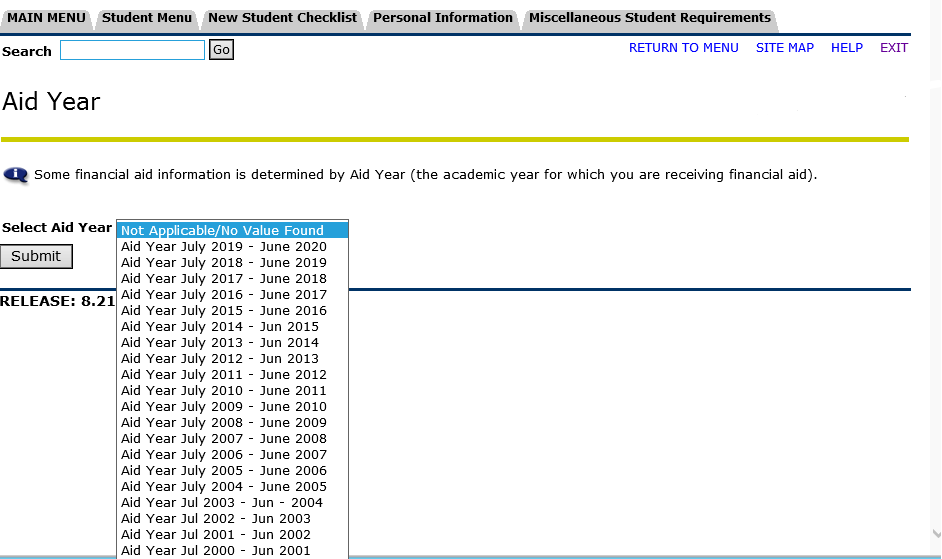 MAIN MENU Student Menu New Student Checklist Personal Information Miscellaneous Student Requirements
Search Go RETURN TO MENU SITE MAP HELP EXIT
Aid Year
Some financial aid information is determined by Aid Year (the academic year for which you are receiving financial aid).
Select Aid Year Not Applicable/No Value Found
Aid Year July 2019 - June 2020
Submit Aid Year July 2018 - June 2019
Aid Year July 2017 - June 2018
Aid Year July 2016 - June 2017
RELEASE: 8.21
Aid Year July 2015 - June 2016
Aid Year July 2014 - Jun 2015
Aid Year July 2013 - Jun 2014
Aid Year July 2012 - Jun 2013
Aid Year July 2011 - June 2012
Aid Year July 2010 - June 2011
Aid Year July 2009 - June 2010
Aid Year July 2008 - June 2009
Aid Year July 2007 - June 2008
Aid Year July 2006 - June 2007
Aid Year July 2005 - June 2006
Aid Year July 2004 - June 2005
Aid Year Jul 2003 - Jun - 2004
Aid Year Jul 2002 - Jun 2003
Aid Year Jul 2001 - Jun 2002
Aid Year Jul 2000 - Jun 2001